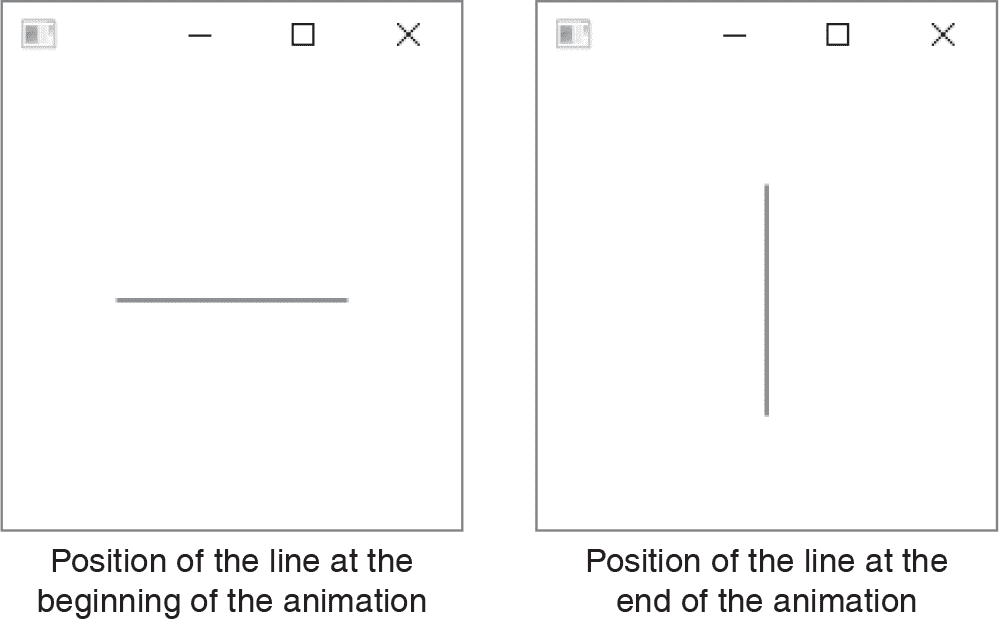 Position of the line at the
beginning of the animation
Position of the line at the
end of the animation